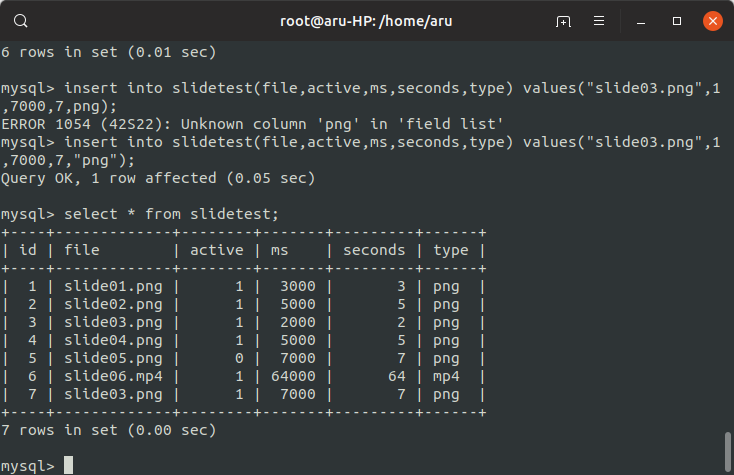 root@aru-HP: /home/aru
6 rows in set (0.01 sec)
mysql> insert into slidetest(file,active,ms,seconds,type) values("slide03.png",1
,7000,7,png);
ERROR 1054 (42S22): Unknown column 'png' in 'field list'
mysql> insert into slidetest(file,active,ms,seconds,type) values("slide03.png",1
,7000,7,"png");
Query OK, 1 row affected (0.05 sec)
mysql> select * from slidetest;
+----+-------------+--------+-------+---------+------+
| id | file        | active | ms    | seconds | type |
+----+-------------+--------+-------+---------+------+
|  1 | slide01.png |      1 |  3000 |       3 | png  |
|  2 | slide02.png |      1 |  5000 |       5 | png  |
|  3 | slide03.png |      1 |  2000 |       2 | png  |
|  4 | slide04.png |      1 |  5000 |       5 | png  |
|  5 | slide05.png |      0 |  7000 |       7 | png  |
|  6 | slide06.mp4 |      1 | 64000 |      64 | mp4  |
|  7 | slide03.png |      1 |  7000 |       7 | png  |
+----+-------------+--------+-------+---------+------+
7 rows in set (0.00 sec)
mysql>